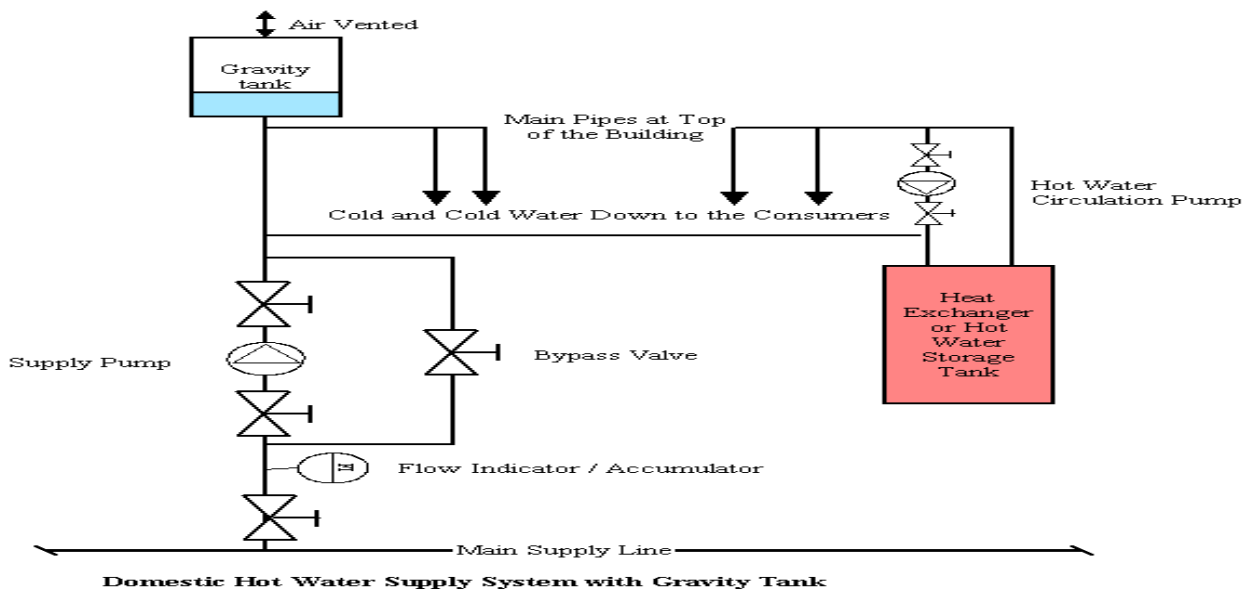 Air Vented
Gravity
tank
Main Pipes at Top
of the Building
Hot Water
Circulation Pump
Cold and Cold Water Down to the Consumers
Heat
Exchanger
or Hot
Water
Storage
Tank
Supply Pump
Bypass Valve
Flow Indicator / Accumulator
Main Supply Line
Domestic Hot Water Supply System with Gravity Tank